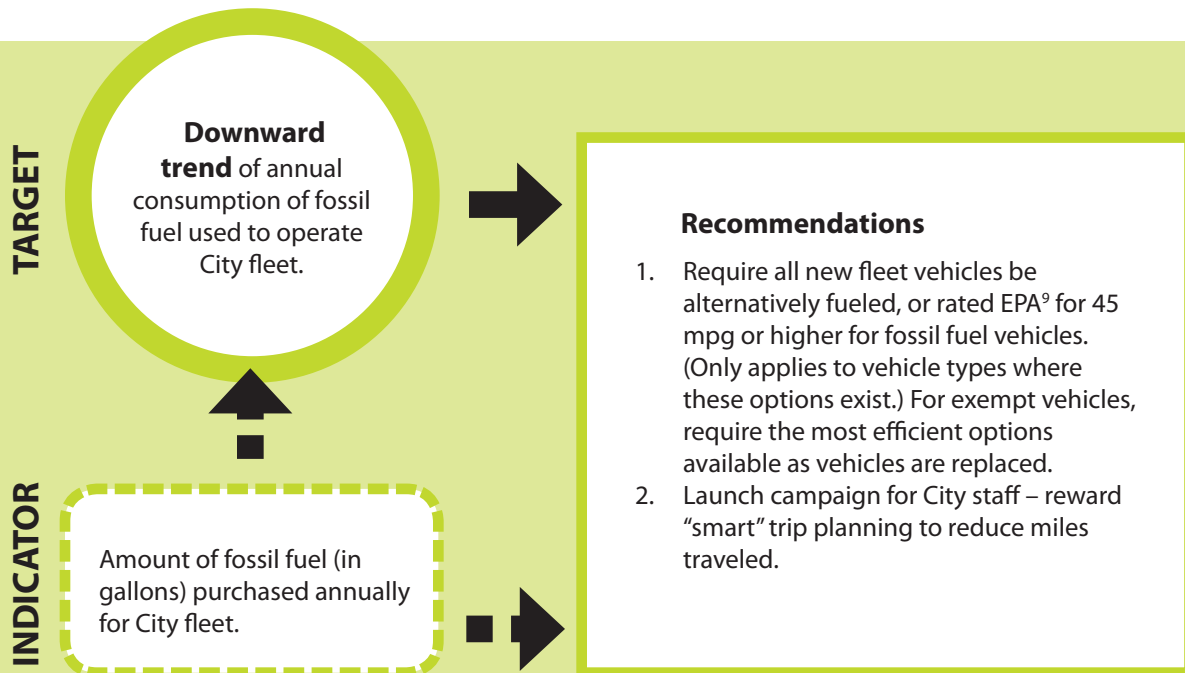 TARGET
Downward
trend of annual
consumption of fossil
fuel used to operate
City fleet.
INDICATOR
Amount of fossil fuel (in
gallons) purchased annually
for City fleet.
Recommendations
1. Require all new fleet vehicles be
alternatively fueled, or rated EPA⁹ for 45
mpg or higher for fossil fuel vehicles.
(Only applies to vehicle types where
these options exist.) For exempt vehicles,
require the most efficient options
available as vehicles are replaced.
2. Launch campaign for City staff – reward
“smart” trip planning to reduce miles
traveled.